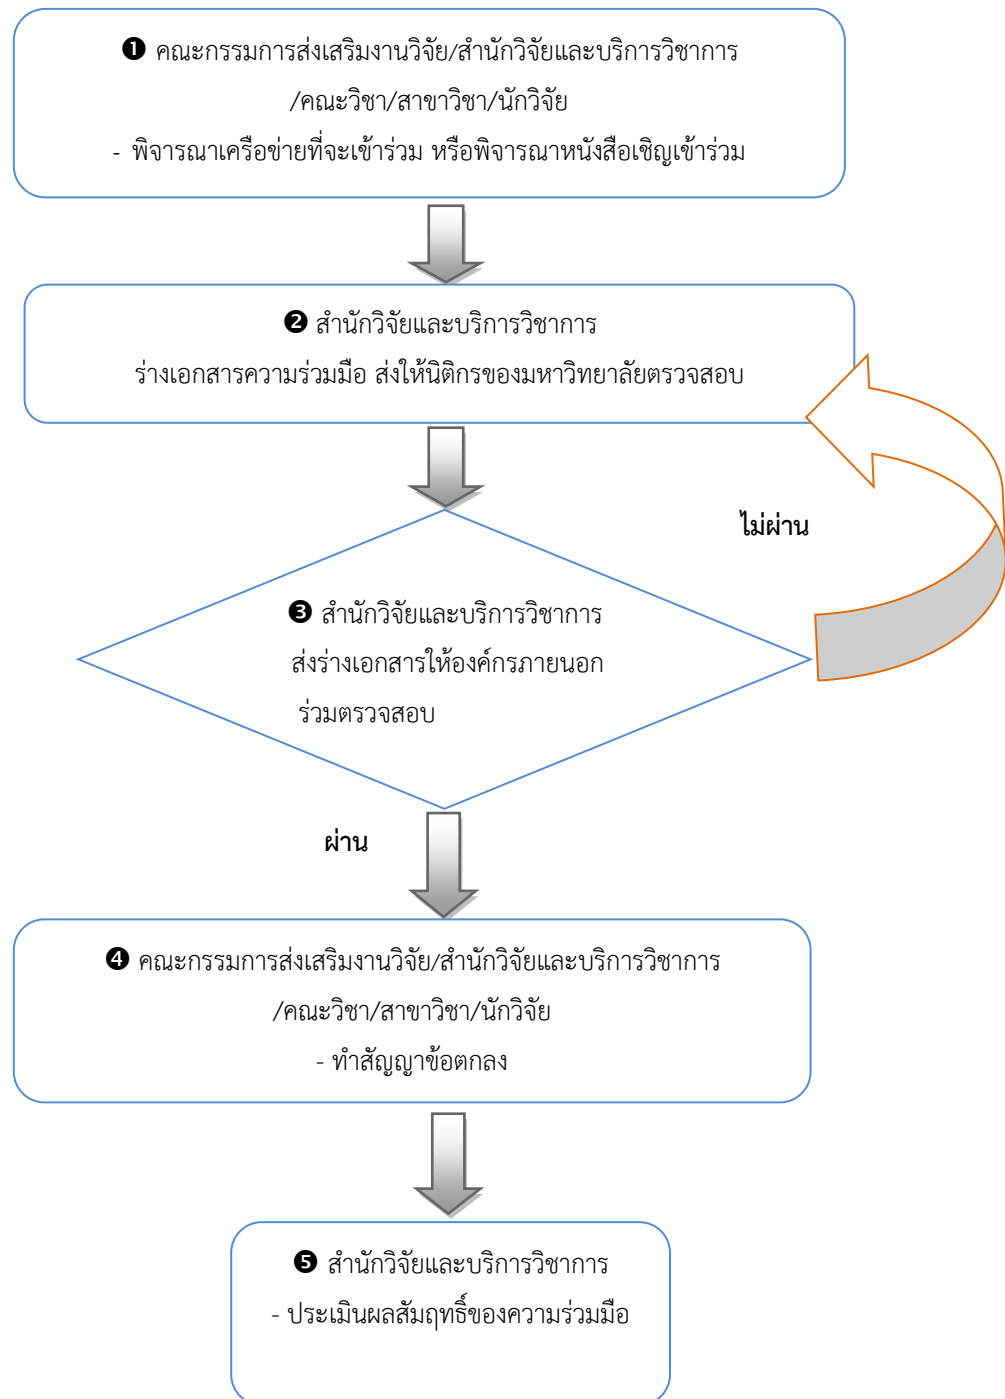 ❶ คณะกรรมการส่งเสริมงานวิจัย/สำนักวิจัยและบริการวิชาการ
/คณะวิชา/สาขาวิชา/นักวิจัย
- พิจารณาเครือข่ายที่จะเข้าร่วม หรือพิจารณาหนังสือเชิญเข้าร่วม
❷ สำนักวิจัยและบริการวิชาการ
ร่างเอกสารความร่วมมือ ส่งให้นิติกรของมหาวิทยาลัยตรวจสอบ
ไม่ผ่าน
❸ สำนักวิจัยและบริการวิชาการ
ส่งร่างเอกสารให้องค์กรภายนอก
ร่วมตรวจสอบ
ผ่าน
❹ คณะกรรมการส่งเสริมงานวิจัย/สำนักวิจัยและบริการวิชาการ
/คณะวิชา/สาขาวิชา/นักวิจัย
- ทำสัญญาข้อตกลง
❺ สำนักวิจัยและบริการวิชาการ
- ประเมินผลสัมฤทธิ์ของความร่วมมือ